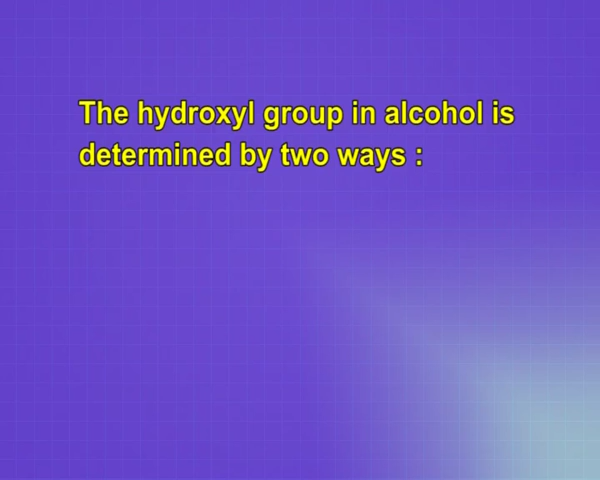 The hydroxyl group in alcohol is
determined by two ways :